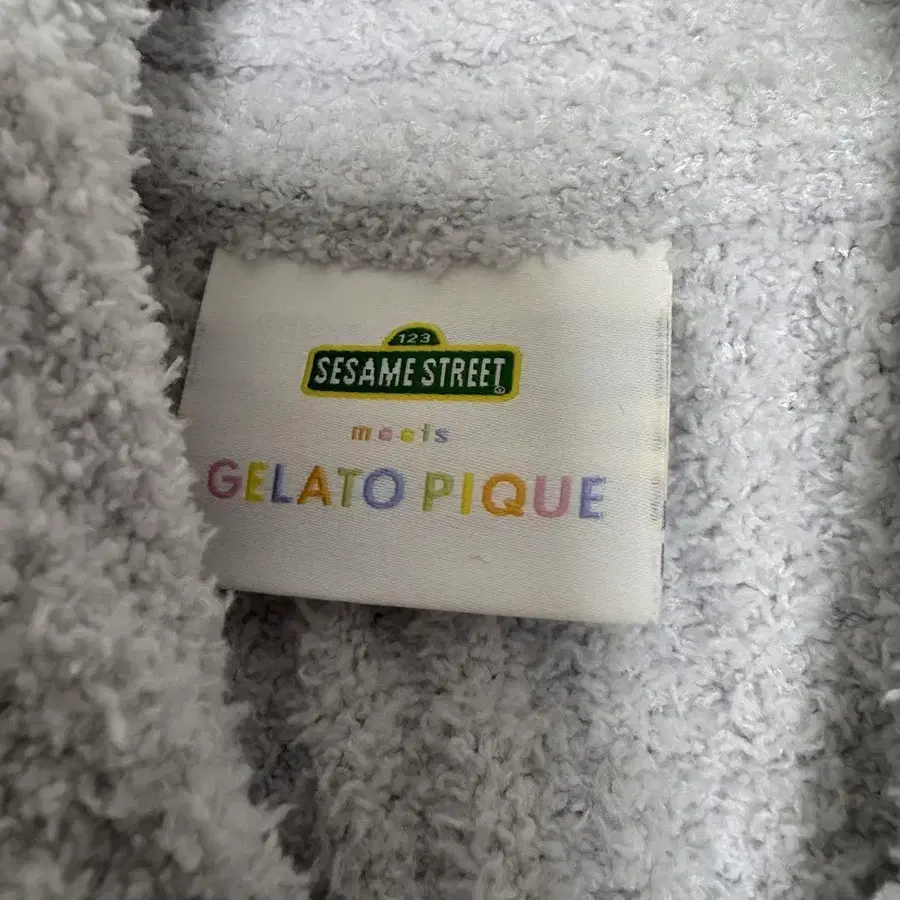 123
SESAME STREET
meets
GELATO PIQUE